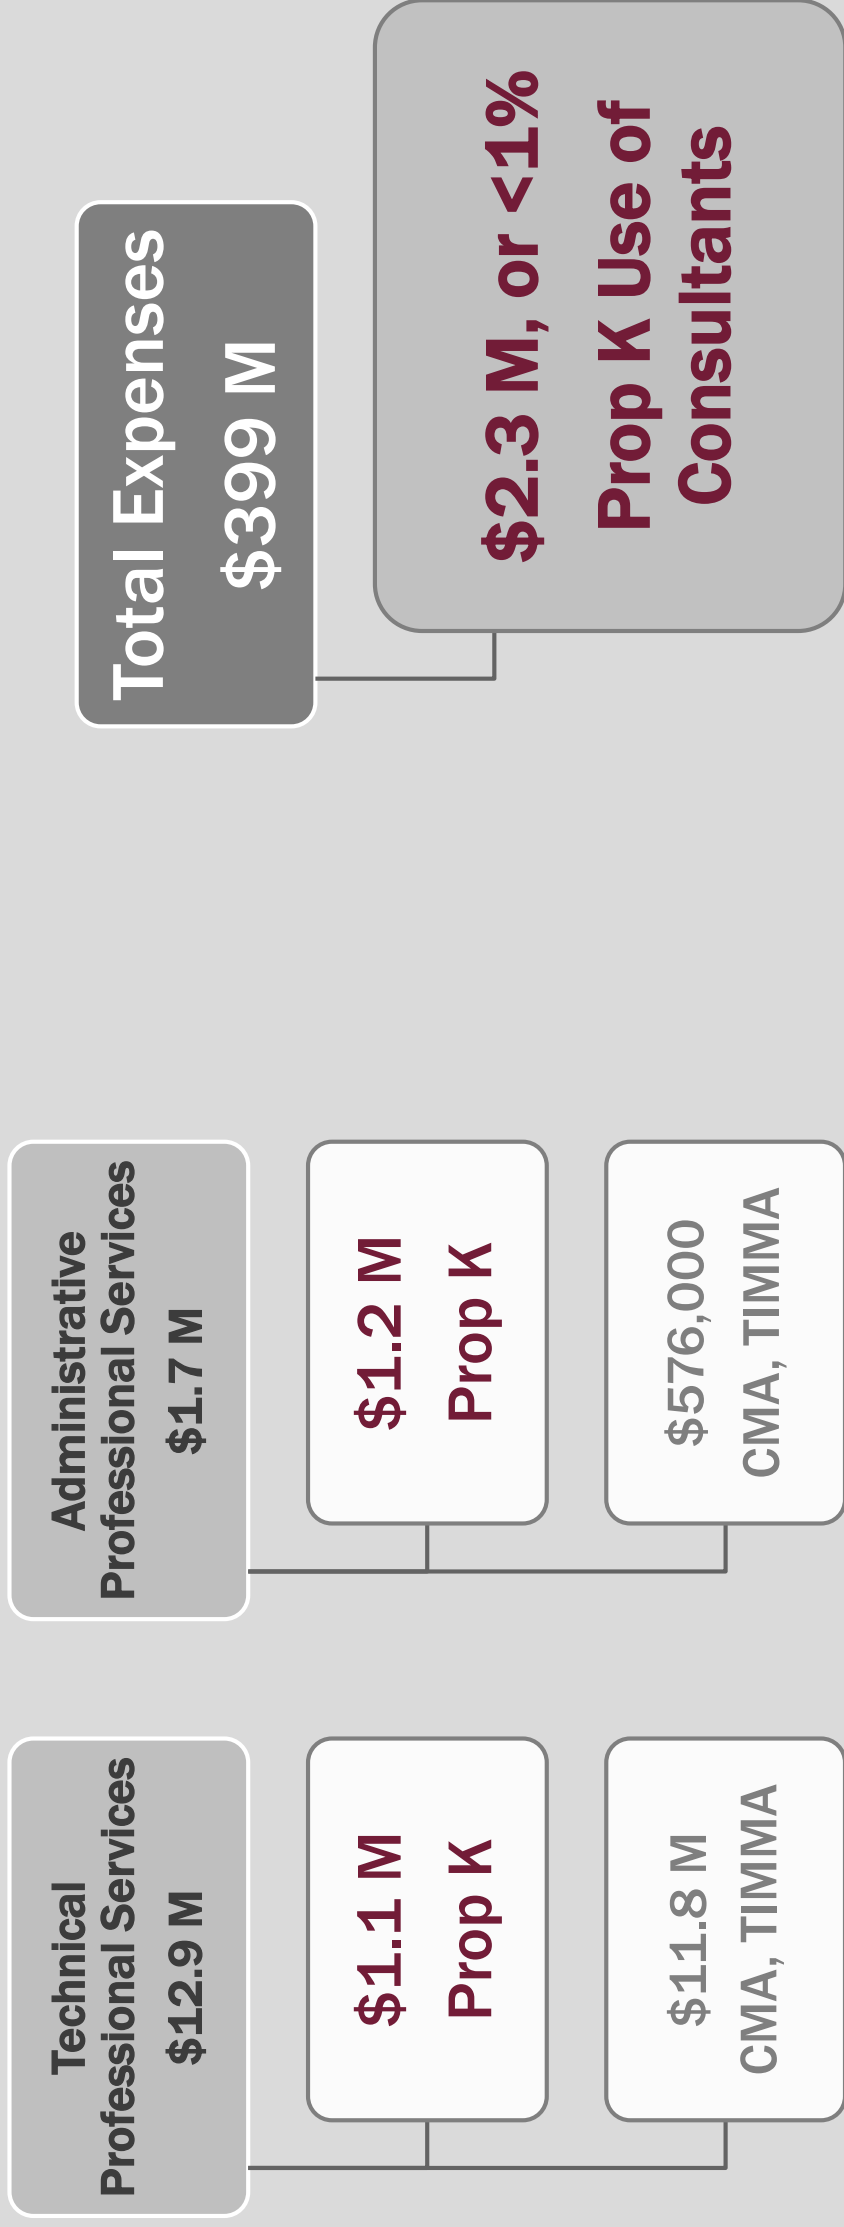 Technical
Professional Services
$12.9 M
$1.1 M
Prop K
$11.8 M
CMA, TIMMA
Administrative
Professional Services
$1.7 M
$1.2 M
Prop K
$576,000
CMA, TIMMA
Total Expenses
$399 M
$2.3 M, or <1%
Prop K Use of
Consultants